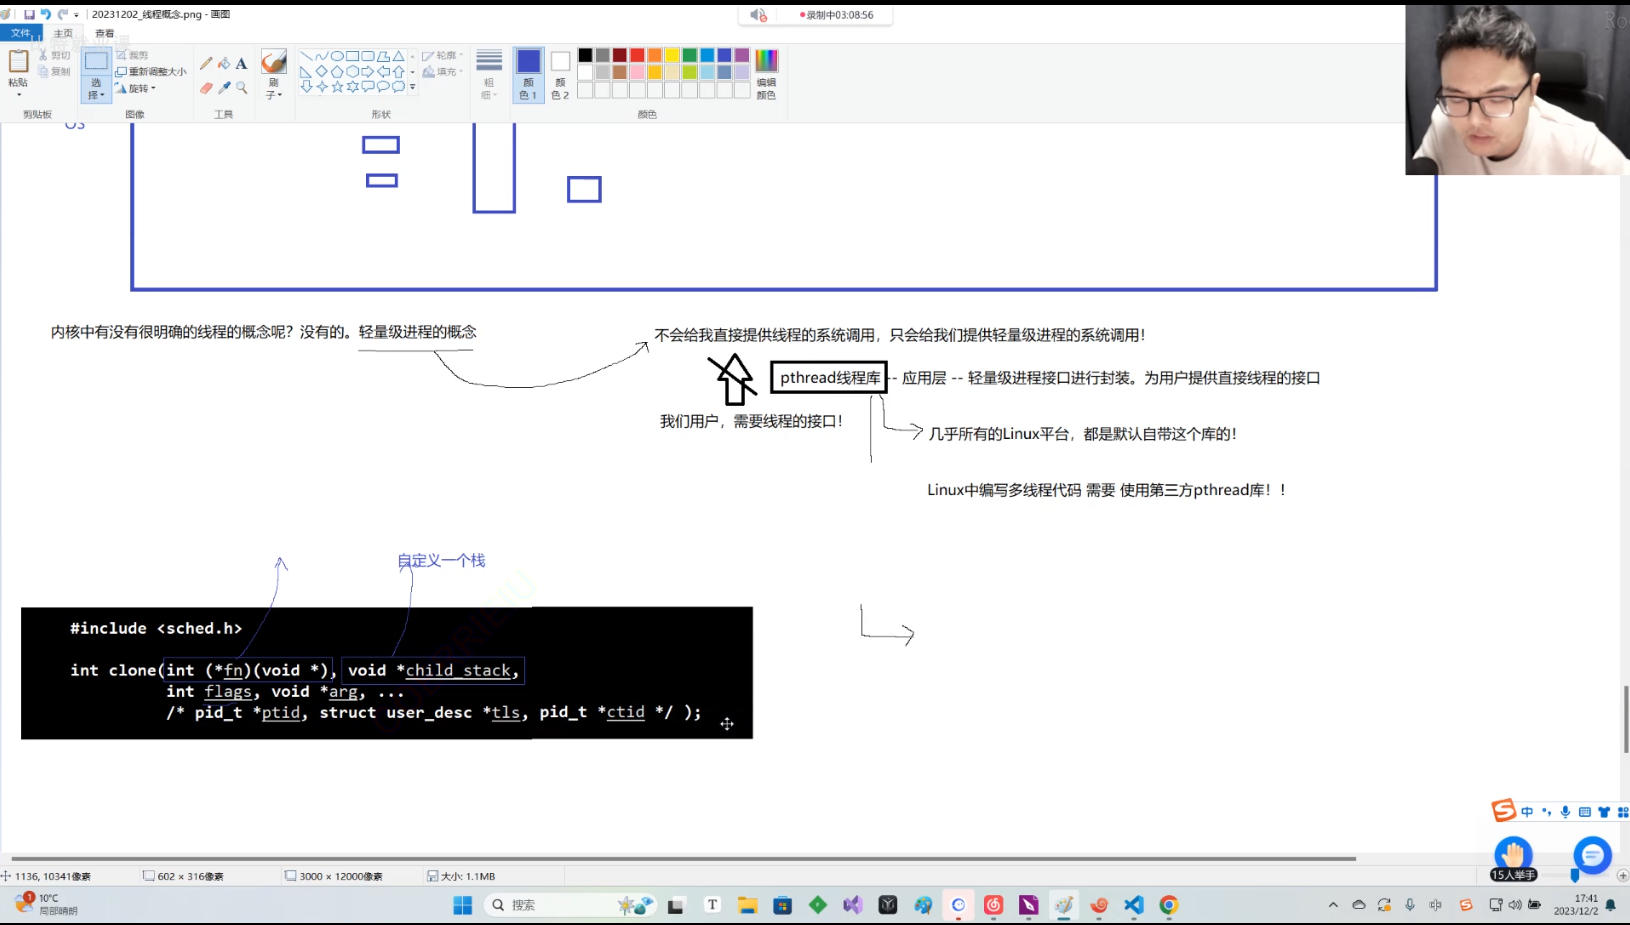 20231202_线程概念.png - 画图
录制中03:08:56
文件
主页
查看
粘贴
剪切
复制
选择
裁剪
重新调整大小
旋转
刷子
轮廓
填充
粗细
颜色1
颜色2
编辑颜色
剪贴板
图像
工具
形状
颜色
OS
内核中有没有很明确的线程的概念呢？没有的。轻量级进程的概念
不会给我直接提供线程的系统调用，只会给我们提供轻量级进程的系统调用！
pthread线程库 -- 应用层 -- 轻量级进程接口进行封装。为用户提供直接线程的接口
我们用户，需要线程的接口！
几乎所有的Linux平台，都是默认自带这个库的！
Linux中编写多线程代码 需要 使用第三方pthread库！！
自定义一个栈
#include <sched.h>
int clone(int (*fn)(void *), void *child_stack,
int flags, void *arg, ...
/* pid_t *ptid, struct user_desc *tls, pid_t *ctid */ );
中
15人举手
1136, 10341像素
602 × 316像素
3000 × 12000像素
大小: 1.1MB
1
10°C
局部晴朗
搜索
中
17:41
2023/12/2